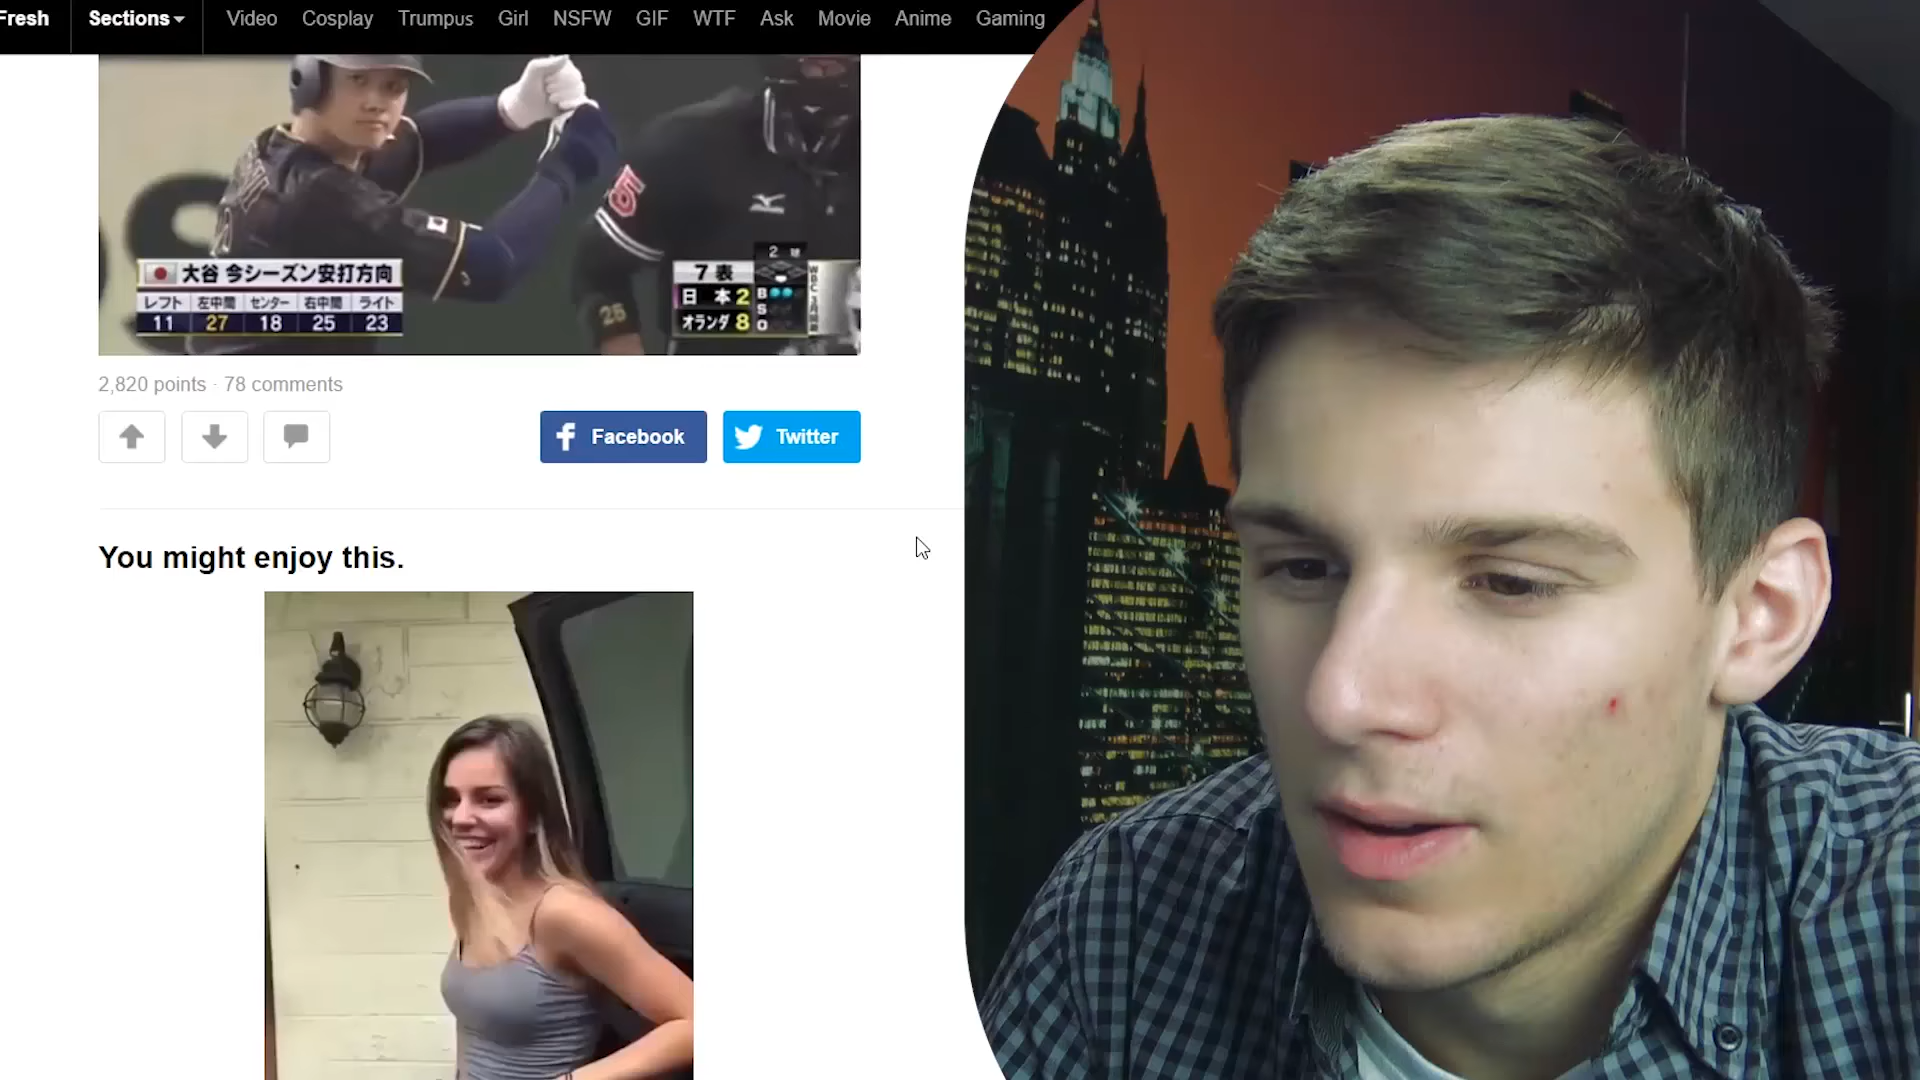 Fresh
Sections
Video
Cosplay
Trumpus
Girl
NSFW
GIF
WTF
Ask
Movie
Anime
Gaming
5
25
大谷 今シーズン安打方向
レフト 左中間 センター 右中間 ライト
11 27 18 25 23
2 球
7 表
日 本 2
オランダ 8
B
S
O
2,820 points · 78 comments
Facebook
Twitter
You might enjoy this.